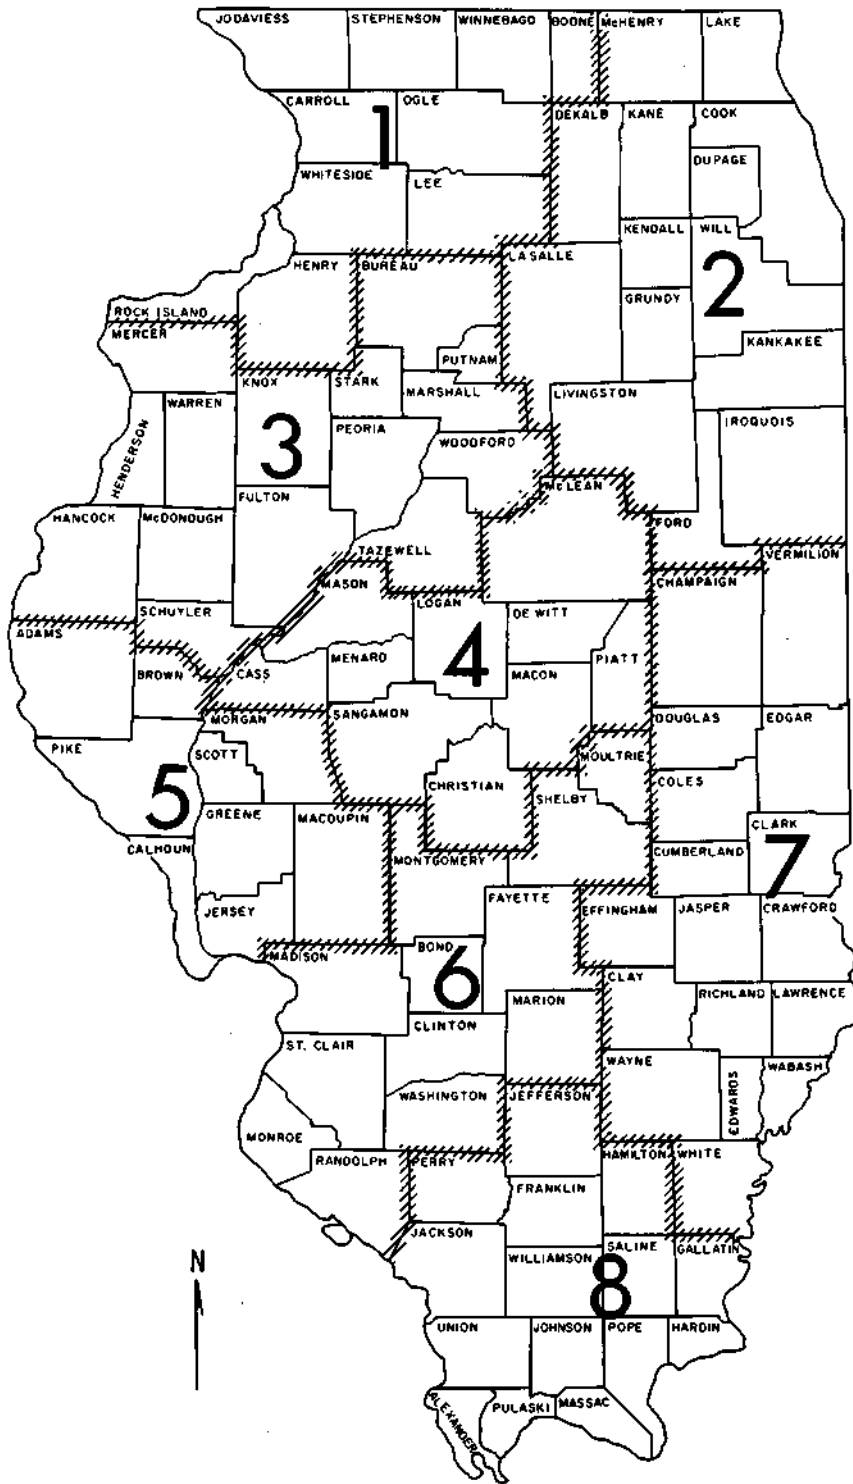 JODAVIESS
STEPHENSON
WINNEBAGO
BOONE
McHENRY
LAKE
CARROLL
OGLE
DEKALB
KANE
COOK
1
DUPAGE
WHITESIDE
LEE
KENDALL
WILL
HENRY
BUREAU
LASALLE
2
GRUNDY
ROCK ISLAND
MERCER
KANKAKEE
PUTNAM
KNOX
STARK
MARSHALL
LIVINGSTON
WARREN
IROQUOIS
PEORIA
HENDERSON
3
WOODFORD
McLEAN
FULTON
HANCOCK
McDONOUGH
FORD
TAZEWELL
VERMILION
MASON
CHAMPAIGN
LOGAN
SCHUYLER
DE WITT
ADAMS
4
MENARD
PIATT
BROWN
CASS
MACON
MORGAN
SANGAMON
DOUGLAS
EDGAR
PIKE
SCOTT
MOULTRIE
COLES
CHRISTIAN
SHELBY
5
GREENE
MACOUPIN
CLARK
CALHOUN
MONTGOMERY
CUMBERLAND
7
FAYETTE
JERSEY
EFFINGHAM
JASPER
CRAWFORD
MADISON
BOND
6
CLAY
RICHLAND
LAWRENCE
MARION
CLINTON
ST. CLAIR
WAYNE
WABASH
WASHINGTON
JEFFERSON
EDWARDS
MONROE
RANDOLPH
PERRY
HAMILTON
WHITE
FRANKLIN
JACKSON
SALINE
GALLATIN
WILLIAMSON
N
8
UNION
JOHNSON
POPE
HARDIN
ALEXANDER
PULASKI
MASSAC